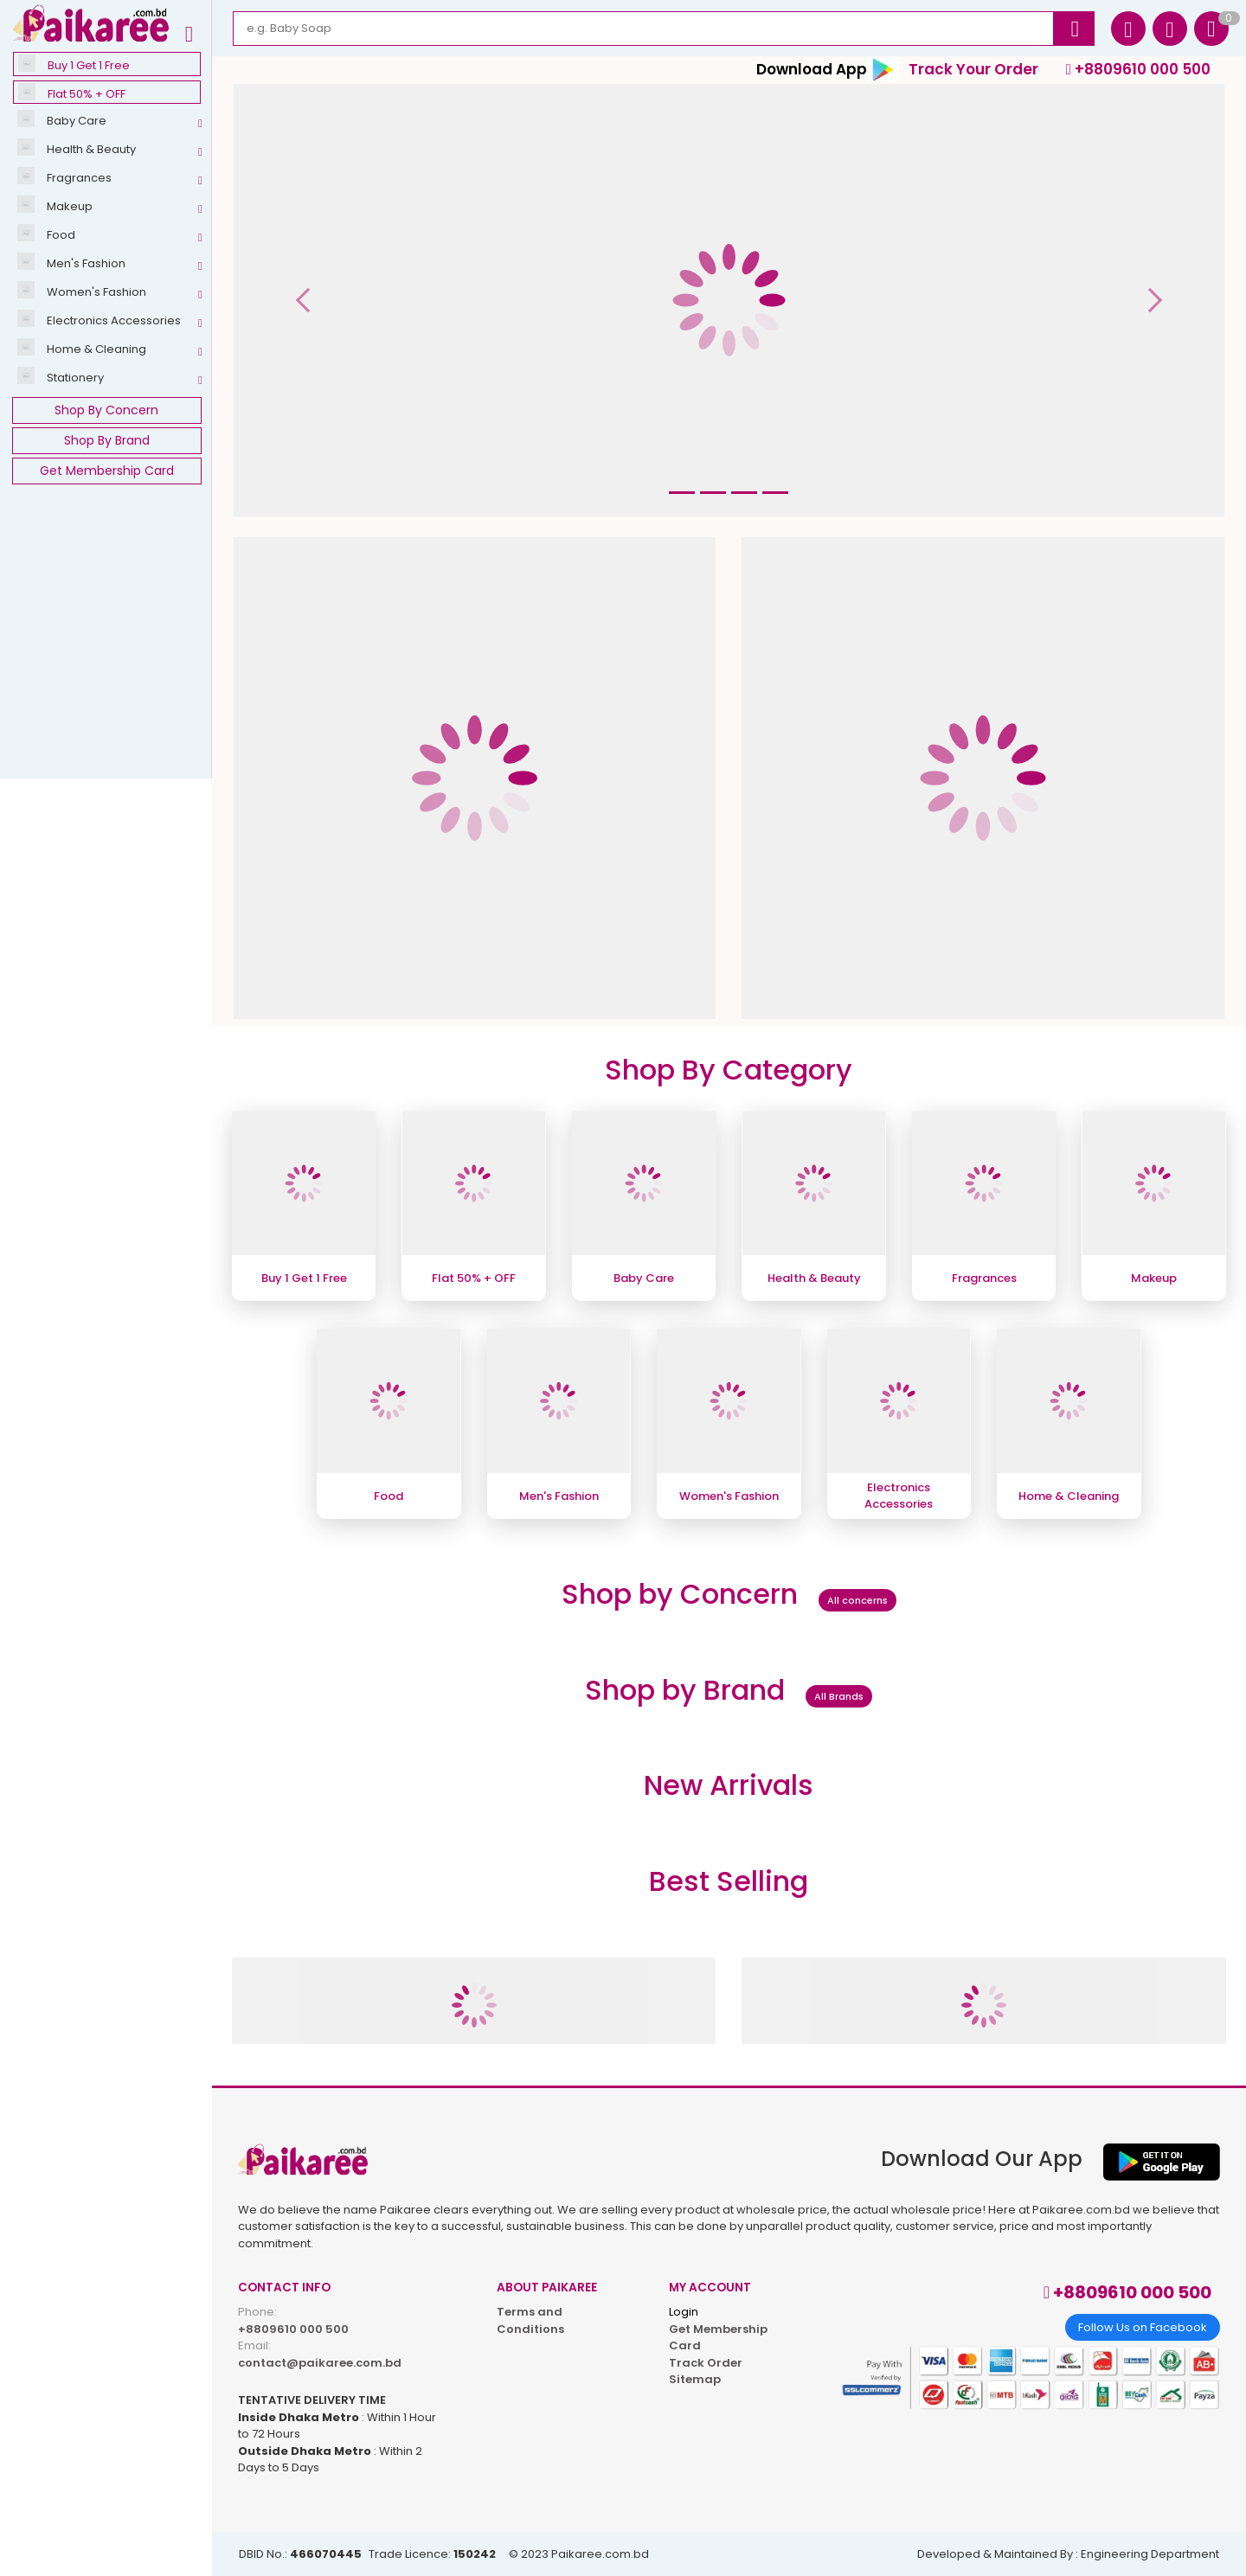 Paikaree.com.bd
Buy 1 Get 1 Free
Flat 50% + OFF
Baby Care
Health & Beauty
Fragrances
Makeup
Food
Men's Fashion
Women's Fashion
Electronics Accessories
Home & Cleaning
Stationery
Shop By Concern
Shop By Brand
Get Membership Card
e.g. Baby Soap
0
Download App Track Your Order +8809610 000 500
Shop By Category
Buy 1 Get 1 Free
Flat 50% + OFF
Baby Care
Health & Beauty
Fragrances
Makeup
Food
Men's Fashion
Women's Fashion
Electronics
Accessories
Home & Cleaning
Shop by Concern All concerns
Shop by Brand All Brands
New Arrivals
Best Selling
Paikaree.com.bd
Download Our App
GET IT ON
Google Play
We do believe the name Paikaree clears everything out. We are selling every product at wholesale price, the actual wholesale price! Here at Paikaree.com.bd we believe that
customer satisfaction is the key to a successful, sustainable business. This can be done by unparallel product quality, customer service, price and most importantly
commitment.
CONTACT INFO
Phone:
+8809610 000 500
Email:
contact@paikaree.com.bd
TENTATIVE DELIVERY TIME
Inside Dhaka Metro : Within 1 Hour
to 72 Hours
Outside Dhaka Metro : Within 2
Days to 5 Days
ABOUT PAIKAREE
Terms and
Conditions
MY ACCOUNT
Login
Get Membership
Card
Track Order
Sitemap
+8809610 000 500
Follow Us on Facebook
Pay With
Verified by
SSLCOMMERZ
VISA
MTB
Payza
DBID No.: 466070445 Trade Licence: 150242 © 2023 Paikaree.com.bd
Developed & Maintained By : Engineering Department